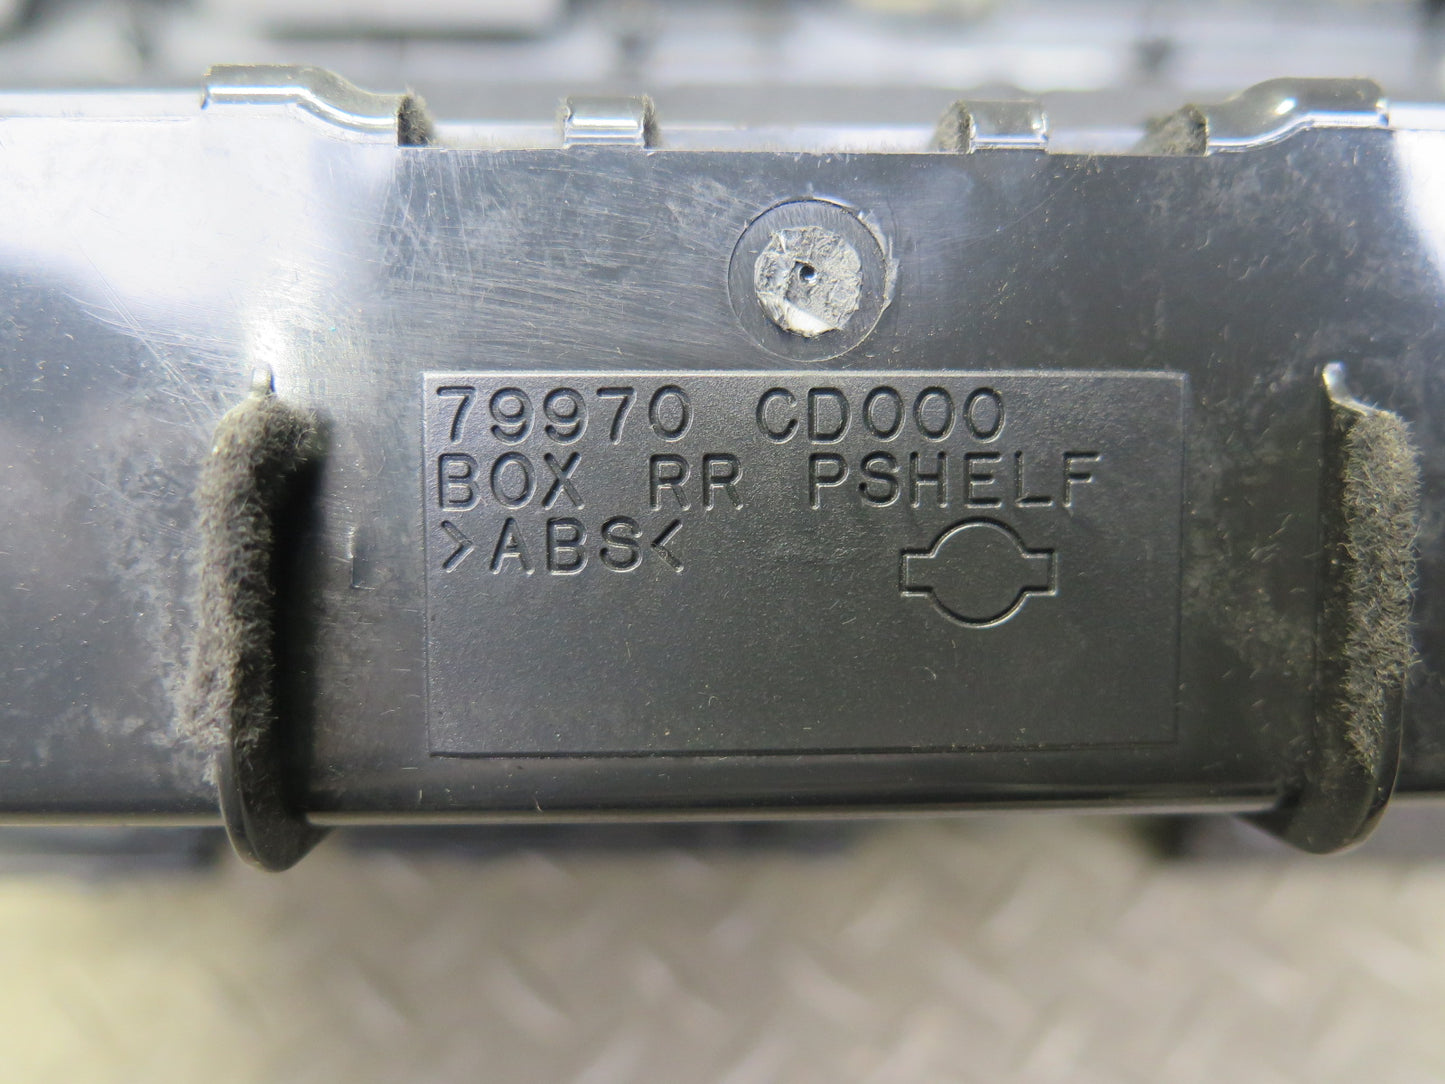 79970 CD000
BOX RR PSHELF
>ABS<